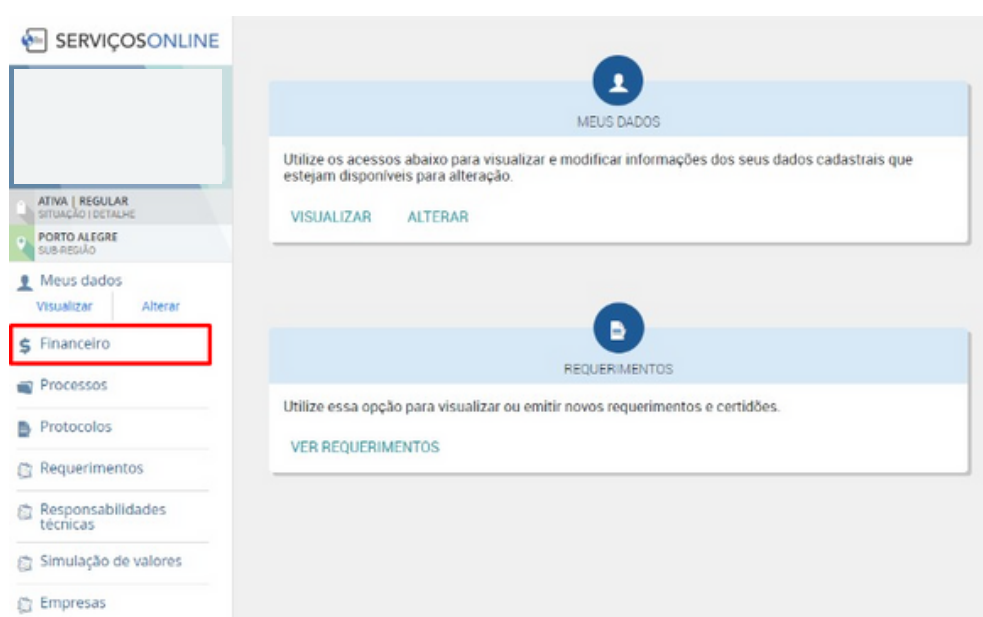 SERVIÇOSONLINE
ATIVA | REGULAR
SITUAÇÃO | DETALHE
PORTO ALEGRE
SUB-REGIÃO
Meus dados
Visualizar Alterar
Financeiro
Processos
Protocolos
Requerimentos
Responsabilidades
técnicas
Simulação de valores
Empresas
MEUS DADOS
Utilize os acessos abaixo para visualizar e modificar informações dos seus dados cadastrais que
estejam disponíveis para alteração.
VISUALIZAR ALTERAR
REQUERIMENTOS
Utilize essa opção para visualizar ou emitir novos requerimentos e certidões.
VER REQUERIMENTOS